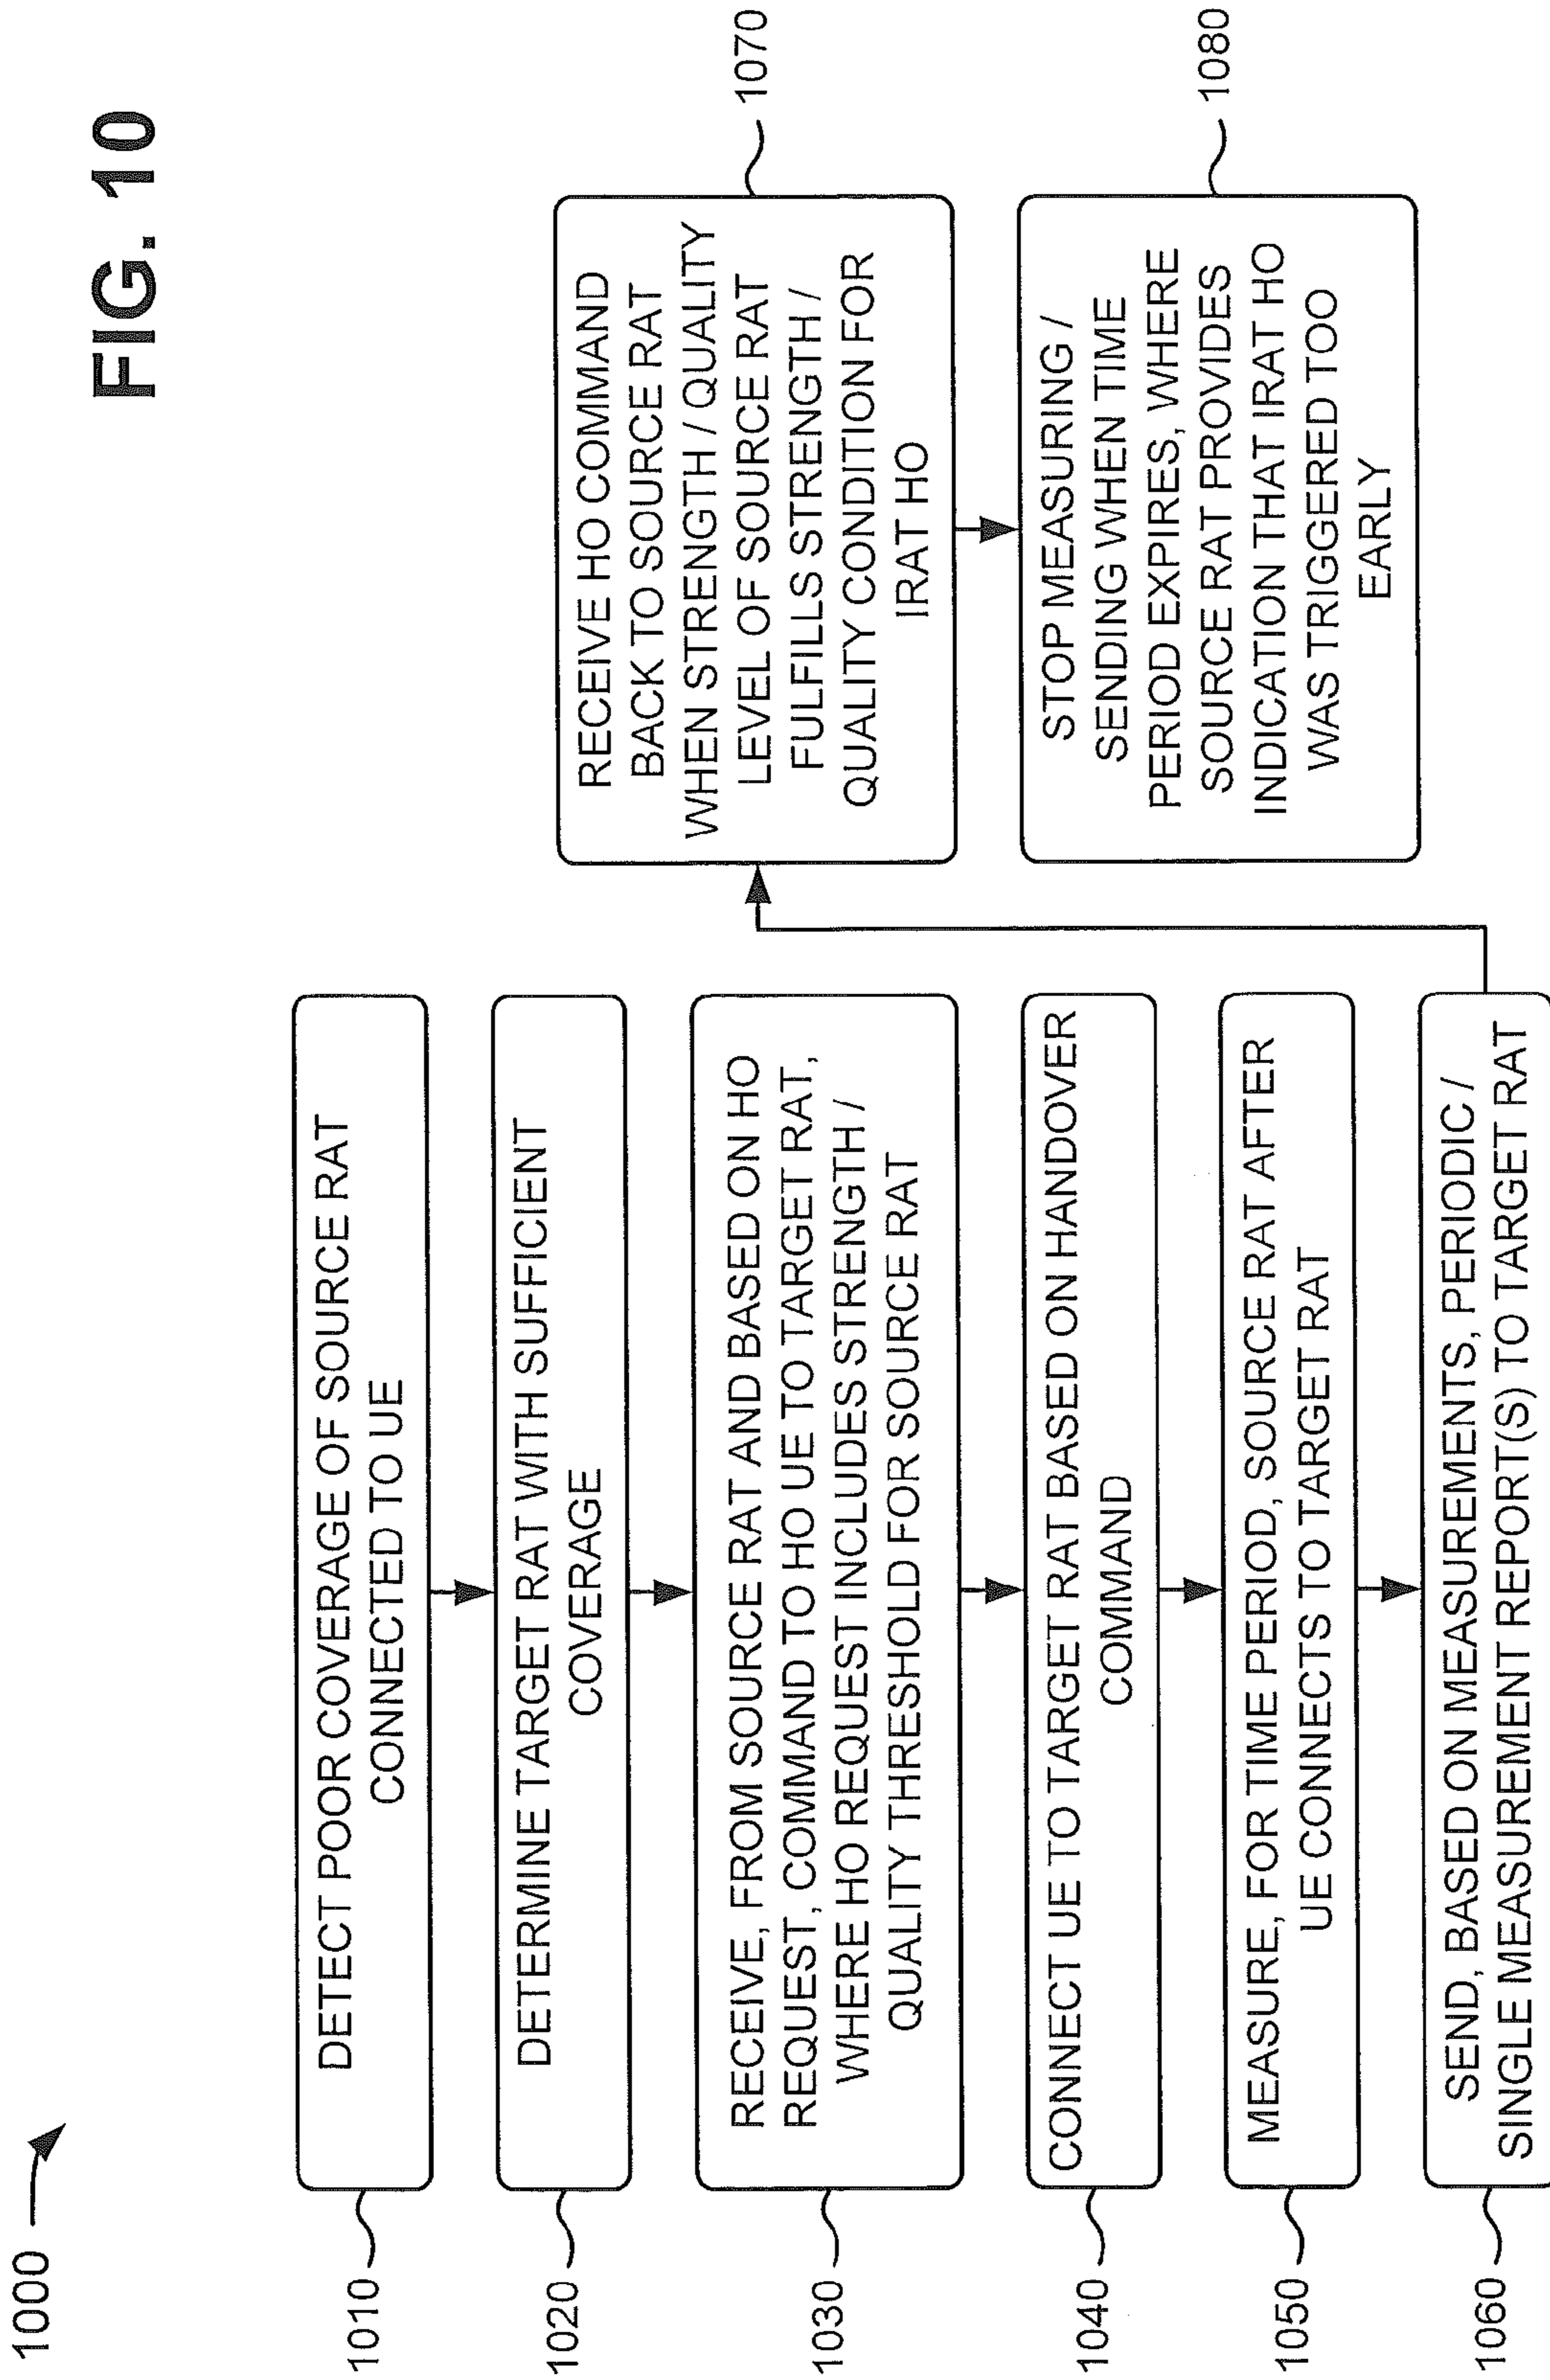 FIG. 10
1000
1010
DETECT POOR COVERAGE OF SOURCE RAT
CONNECTED TO UE
1020
DETERMINE TARGET RAT WITH SUFFICIENT
COVERAGE
1030
RECEIVE, FROM SOURCE RAT AND BASED ON HO
REQUEST, COMMAND TO HO UE TO TARGET RAT,
WHERE HO REQUEST INCLUDES STRENGTH /
QUALITY THRESHOLD FOR SOURCE RAT
1040
CONNECT UE TO TARGET RAT BASED ON HANDOVER
COMMAND
1050
MEASURE, FOR TIME PERIOD, SOURCE RAT AFTER
UE CONNECTS TO TARGET RAT
1060
SEND, BASED ON MEASUREMENTS, PERIODIC /
SINGLE MEASUREMENT REPORT(S) TO TARGET RAT
1070
RECEIVE HO COMMAND
BACK TO SOURCE RAT
WHEN STRENGTH / QUALITY
LEVEL OF SOURCE RAT
FULFILLS STRENGTH /
QUALITY CONDITION FOR
IRAT HO
1080
STOP MEASURING /
SENDING WHEN TIME
PERIOD EXPIRES, WHERE
SOURCE RAT PROVIDES
INDICATION THAT IRAT HO
WAS TRIGGERED TOO
EARLY